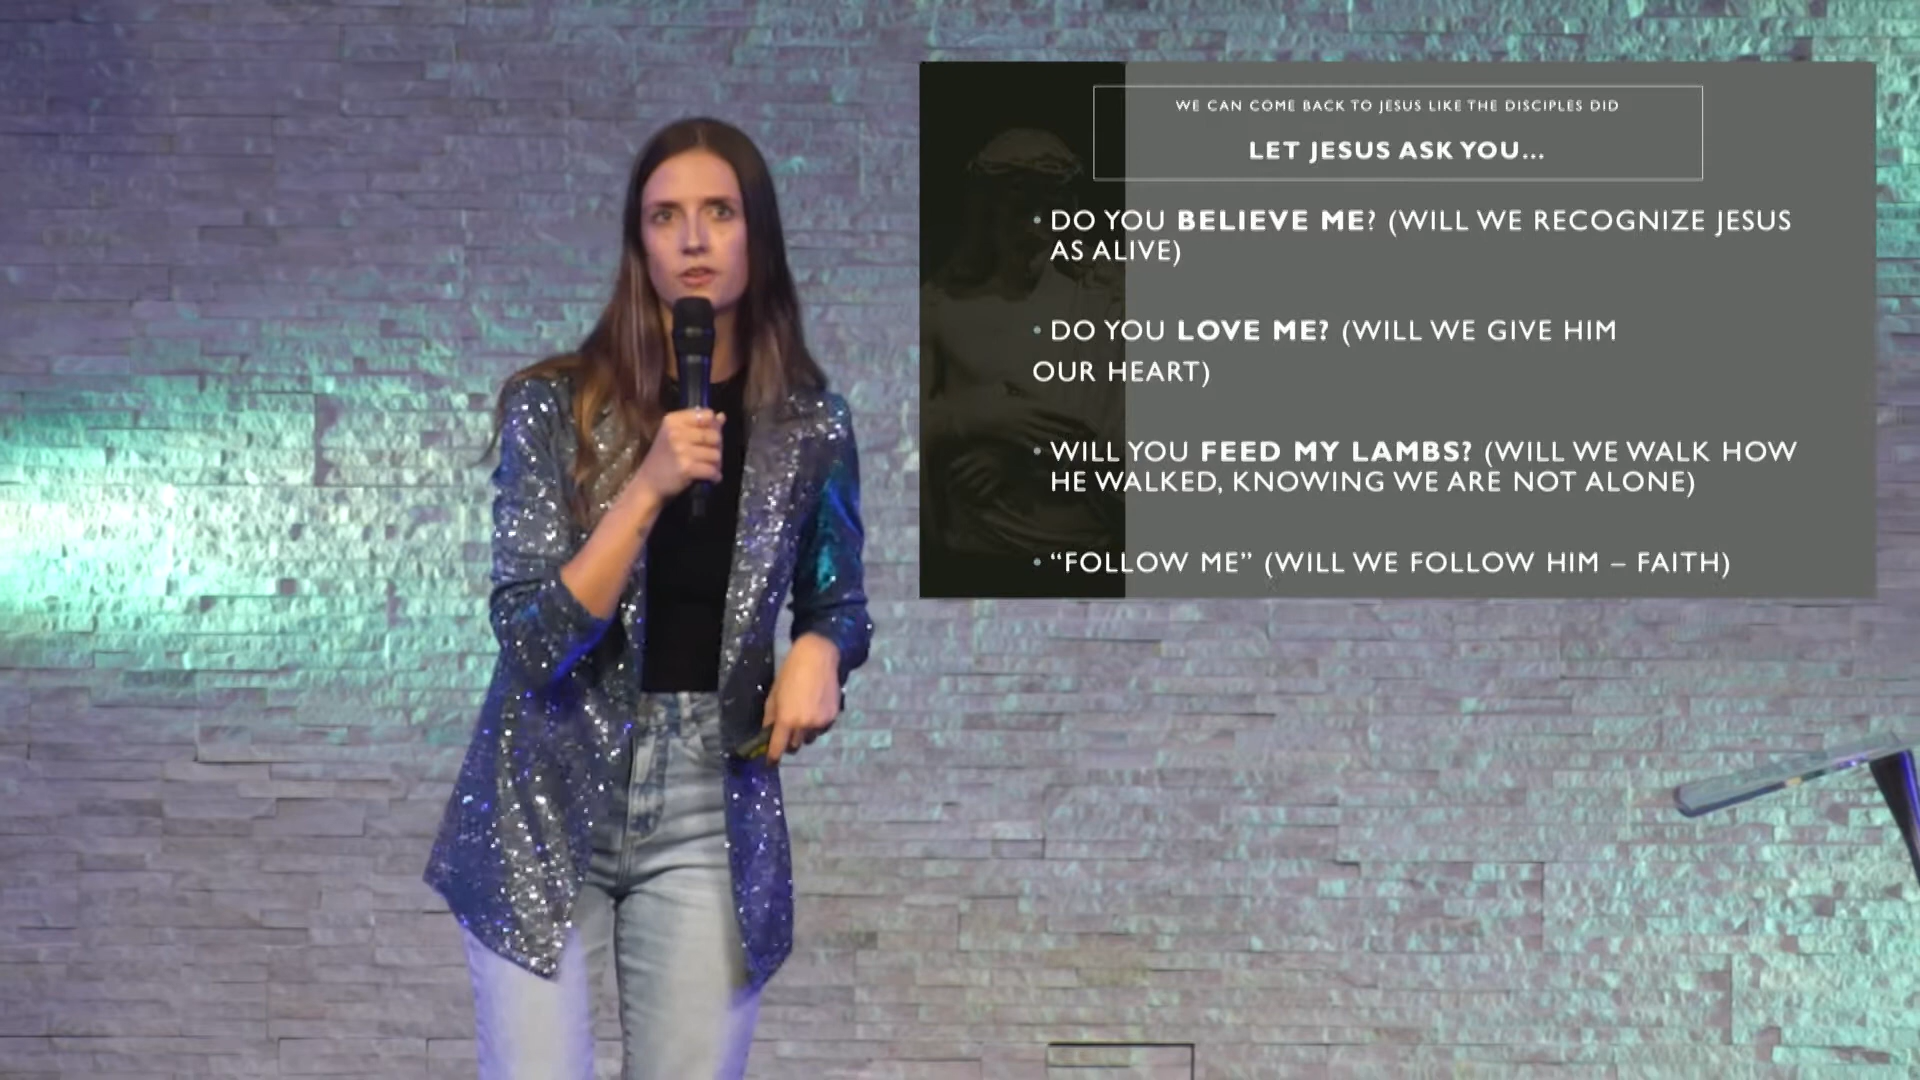 WE CAN COME BACK TO JESUS LIKE THE DISCIPLES DID
LET JESUS ASK YOU...
• DO YOU BELIEVE ME? (WILL WE RECOGNIZE JESUS
AS ALIVE)
• DO YOU LOVE ME? (WILL WE GIVE HIM
OUR HEART)
• WILL YOU FEED MY LAMBS? (WILL WE WALK HOW
HE WALKED, KNOWING WE ARE NOT ALONE)
• “FOLLOW ME” (WILL WE FOLLOW HIM – FAITH)